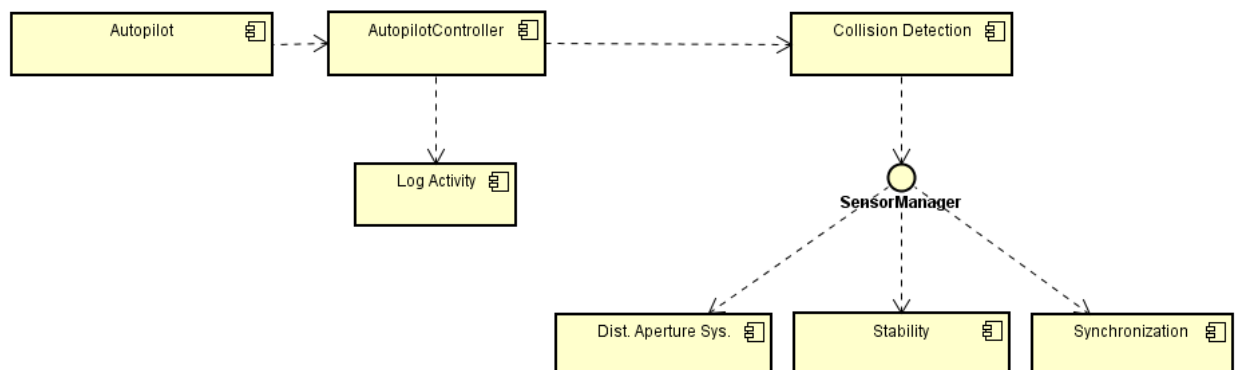 Autopilot
AutopilotController
Collision Detection
Log Activity
SensorManager
Dist. Aperture Sys.
Stability
Synchronization